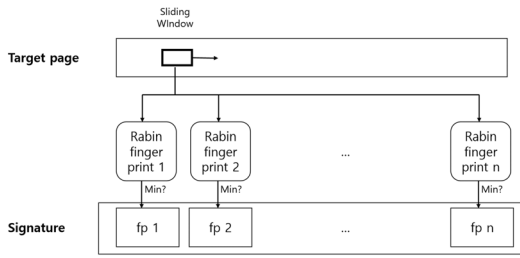 Sliding
WIndow
Target page
Rabin
finger
print 1
Rabin
finger
print 2
...
Rabin
finger
print n
Min?
Min?
Min?
Signature
fp 1
fp 2
...
fp n